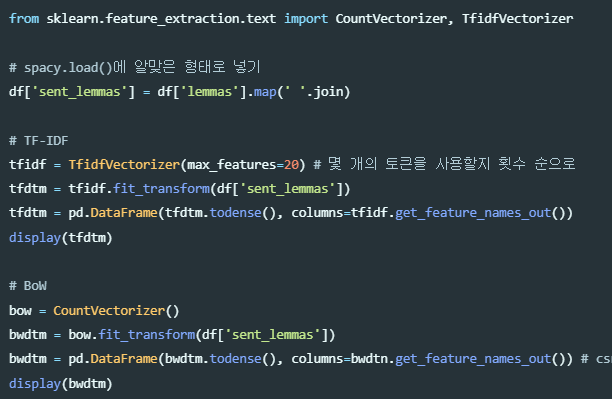 from sklearn.feature_extraction.text import CountVectorizer, TfidfVectorizer
# spacy.load()에 알맞은 형태로 넣기
df['sent_lemmas'] = df['lemmas'].map(' '.join)
# TF-IDF
tfidf = TfidfVectorizer(max_features=20) # 몇 개의 토큰을 사용할지 횟수 순으로
tfdtm = tfidf.fit_transform(df['sent_lemmas'])
tfdtm = pd.DataFrame(tfdtm.todense(), columns=tfidf.get_feature_names_out())
display(tfdtm)
# BoW
bow = CountVectorizer()
bwdtm = bow.fit_transform(df['sent_lemmas'])
bwdtm = pd.DataFrame(bwdtm.todense(), columns=bwdtn.get_feature_names_out()) #
display(bwdtm)